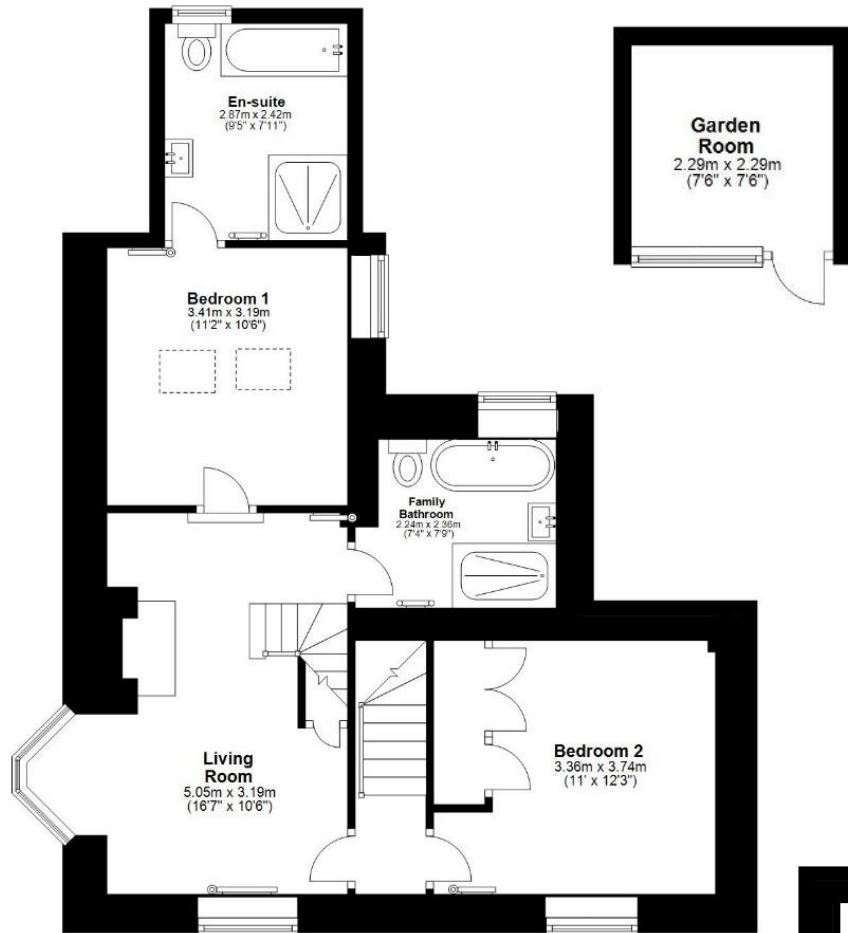 En-suite
2.87m x 2.42m
(9'5" x 7'11")
Garden
Room
2.29m x 2.29m
(7'6" x 7'6")
Bedroom 1
3.41m x 3.19m
(11'2" x 10'6")
Family
Bathroom
2.24m x 2.36m
(7'4" x 7'9")
Living
Room
5.05m x 3.19m
(16'7" x 10'6")
Bedroom 2
3.36m x 3.74m
(11' x 12'3")